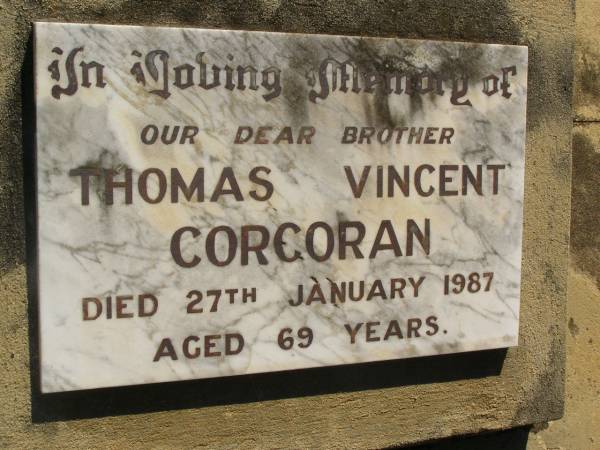 In Loving Memory of
OUR DEAR BROTHER
THOMAS VINCENT
CORCORAN
DIED 27TH JANUARY 1987
AGED 69 YEARS.